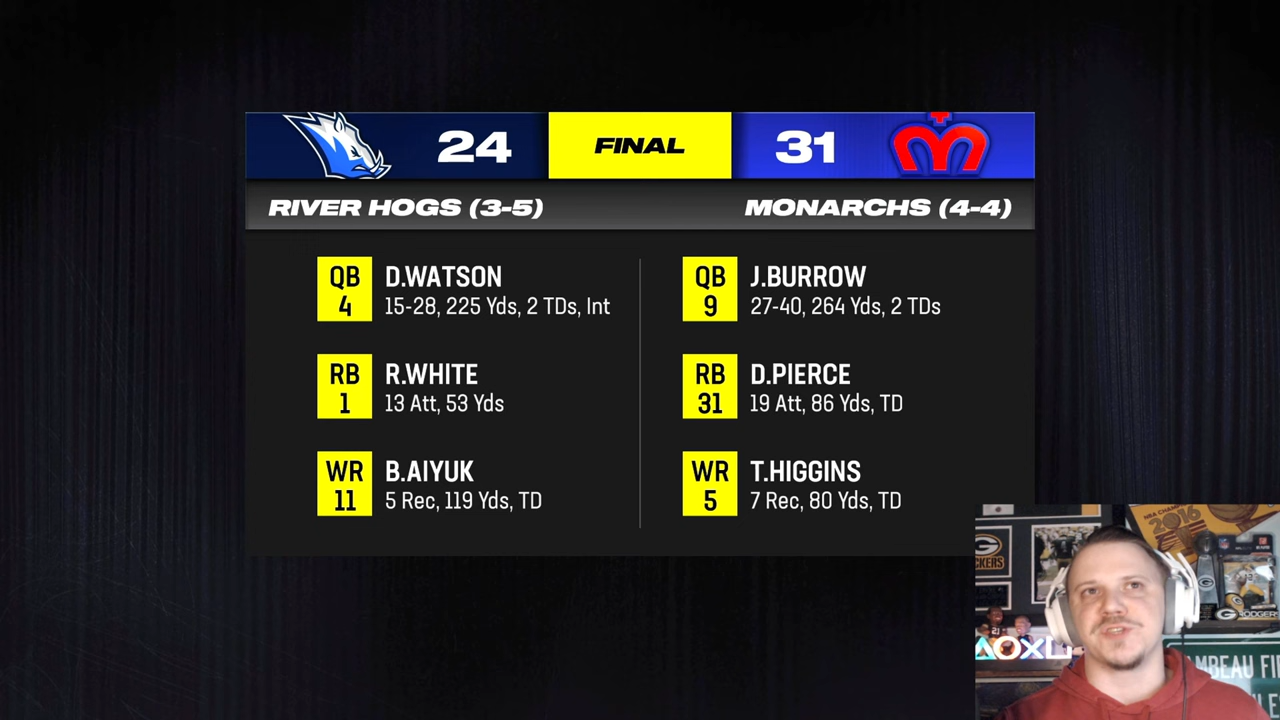 24
FINAL
31
RIVER HOGS (3-5)
MONARCHS (4-4)
QB
4
D.WATSON
15-28, 225 Yds, 2 TDs, Int
RB
1
R.WHITE
13 Att, 53 Yds
WR
11
B.AIYUK
5 Rec, 119 Yds, TD
QB
9
J.BURROW
27-40, 264 Yds, 2 TDs
RB
31
D.PIERCE
19 Att, 86 Yds, TD
WR
5
T.HIGGINS
7 Rec, 80 Yds, TD
2016
G